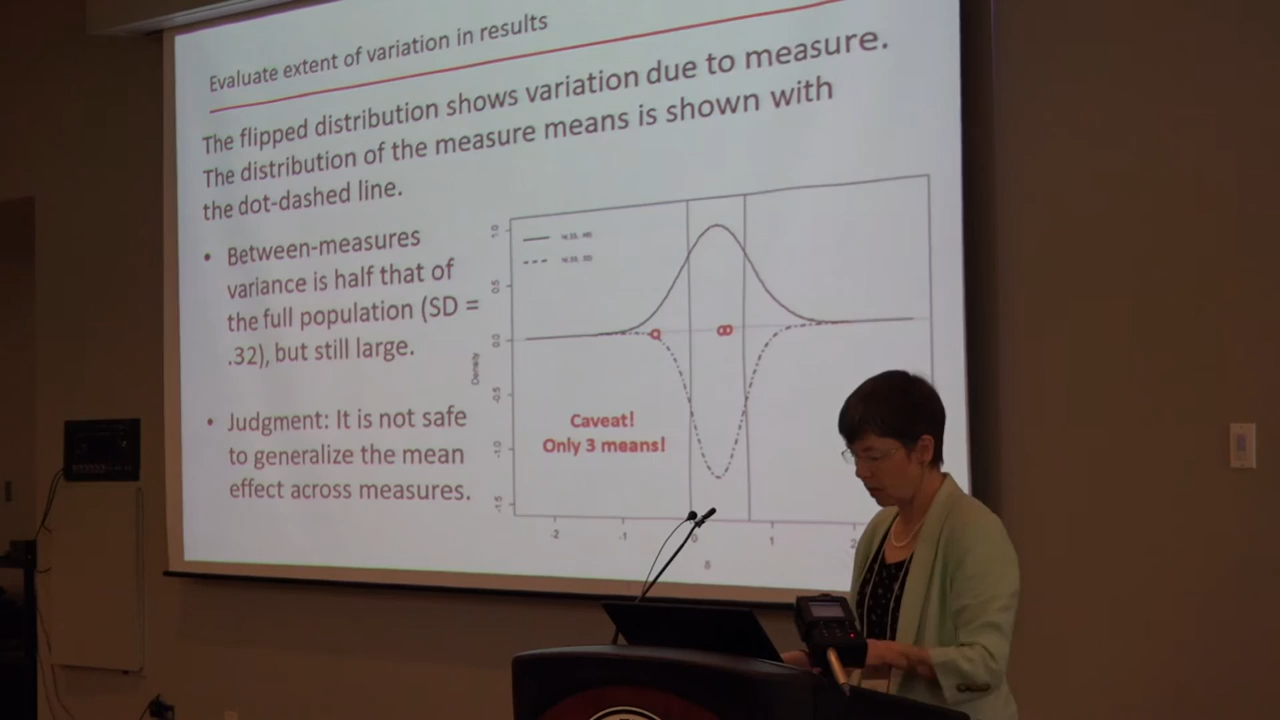 Evaluate extent of variation in results
The flipped distribution shows variation due to measure.
The distribution of the measure means is shown with
the dot-dashed line.
• Between-measures
variance is half that of
the full population (SD =
.32), but still large.
• Judgment: It is not safe
to generalize the mean
effect across measures.
1.0
0.5
0.0
-0.5
-1.0
-1.5
Density
Caveat!
Only 3 means!
-2
-1
0
1
2
δ